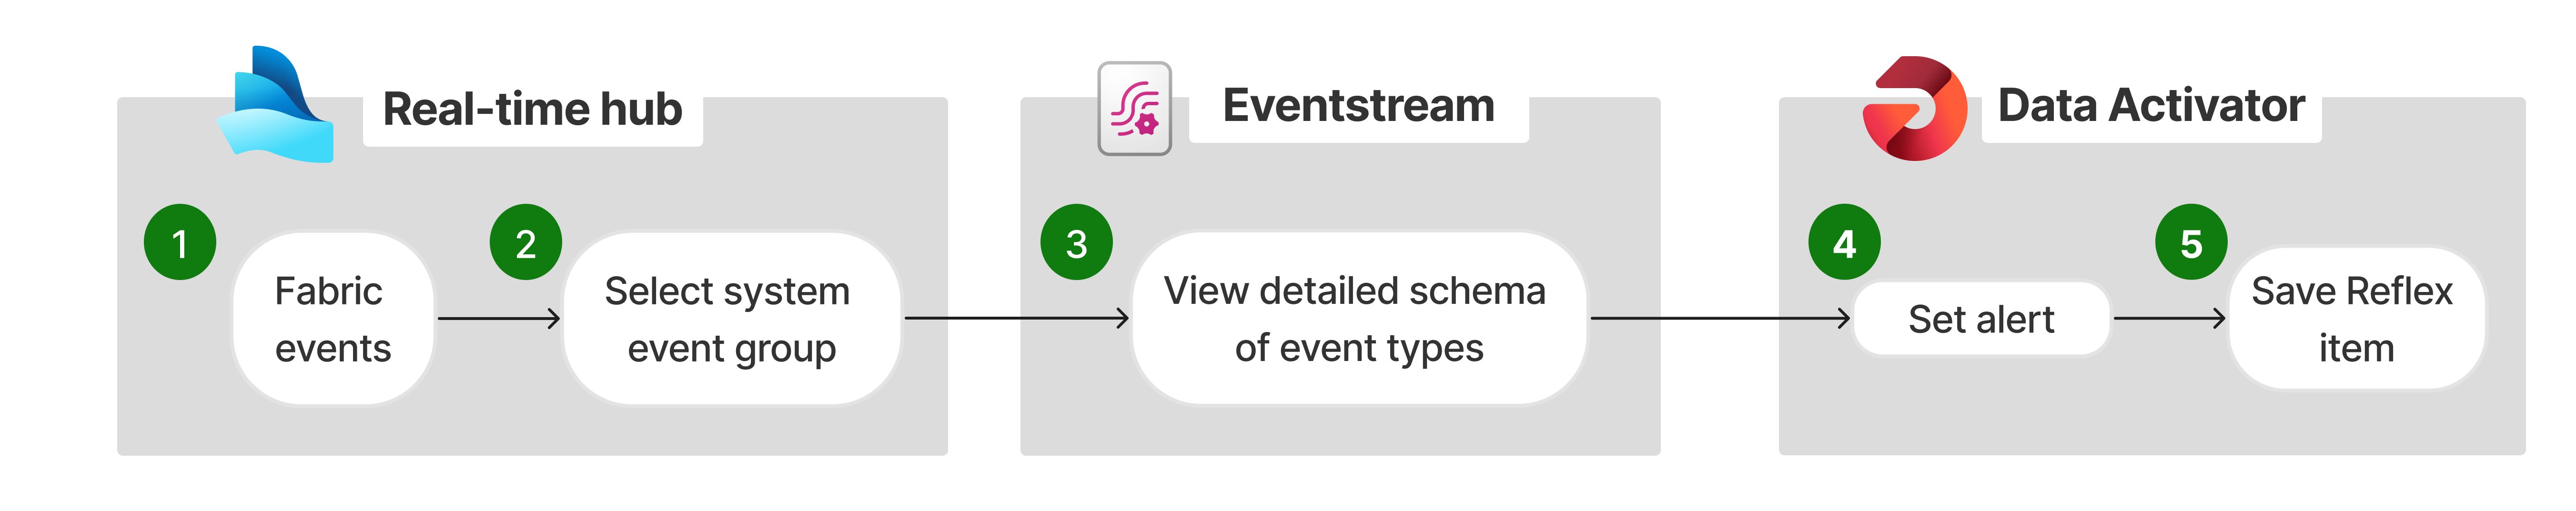 Real-time hub
1
Fabric
events
2
Select system
event group
Eventstream
3
View detailed schema
of event types
Data Activator
4
Set alert
5
Save Reflex
item